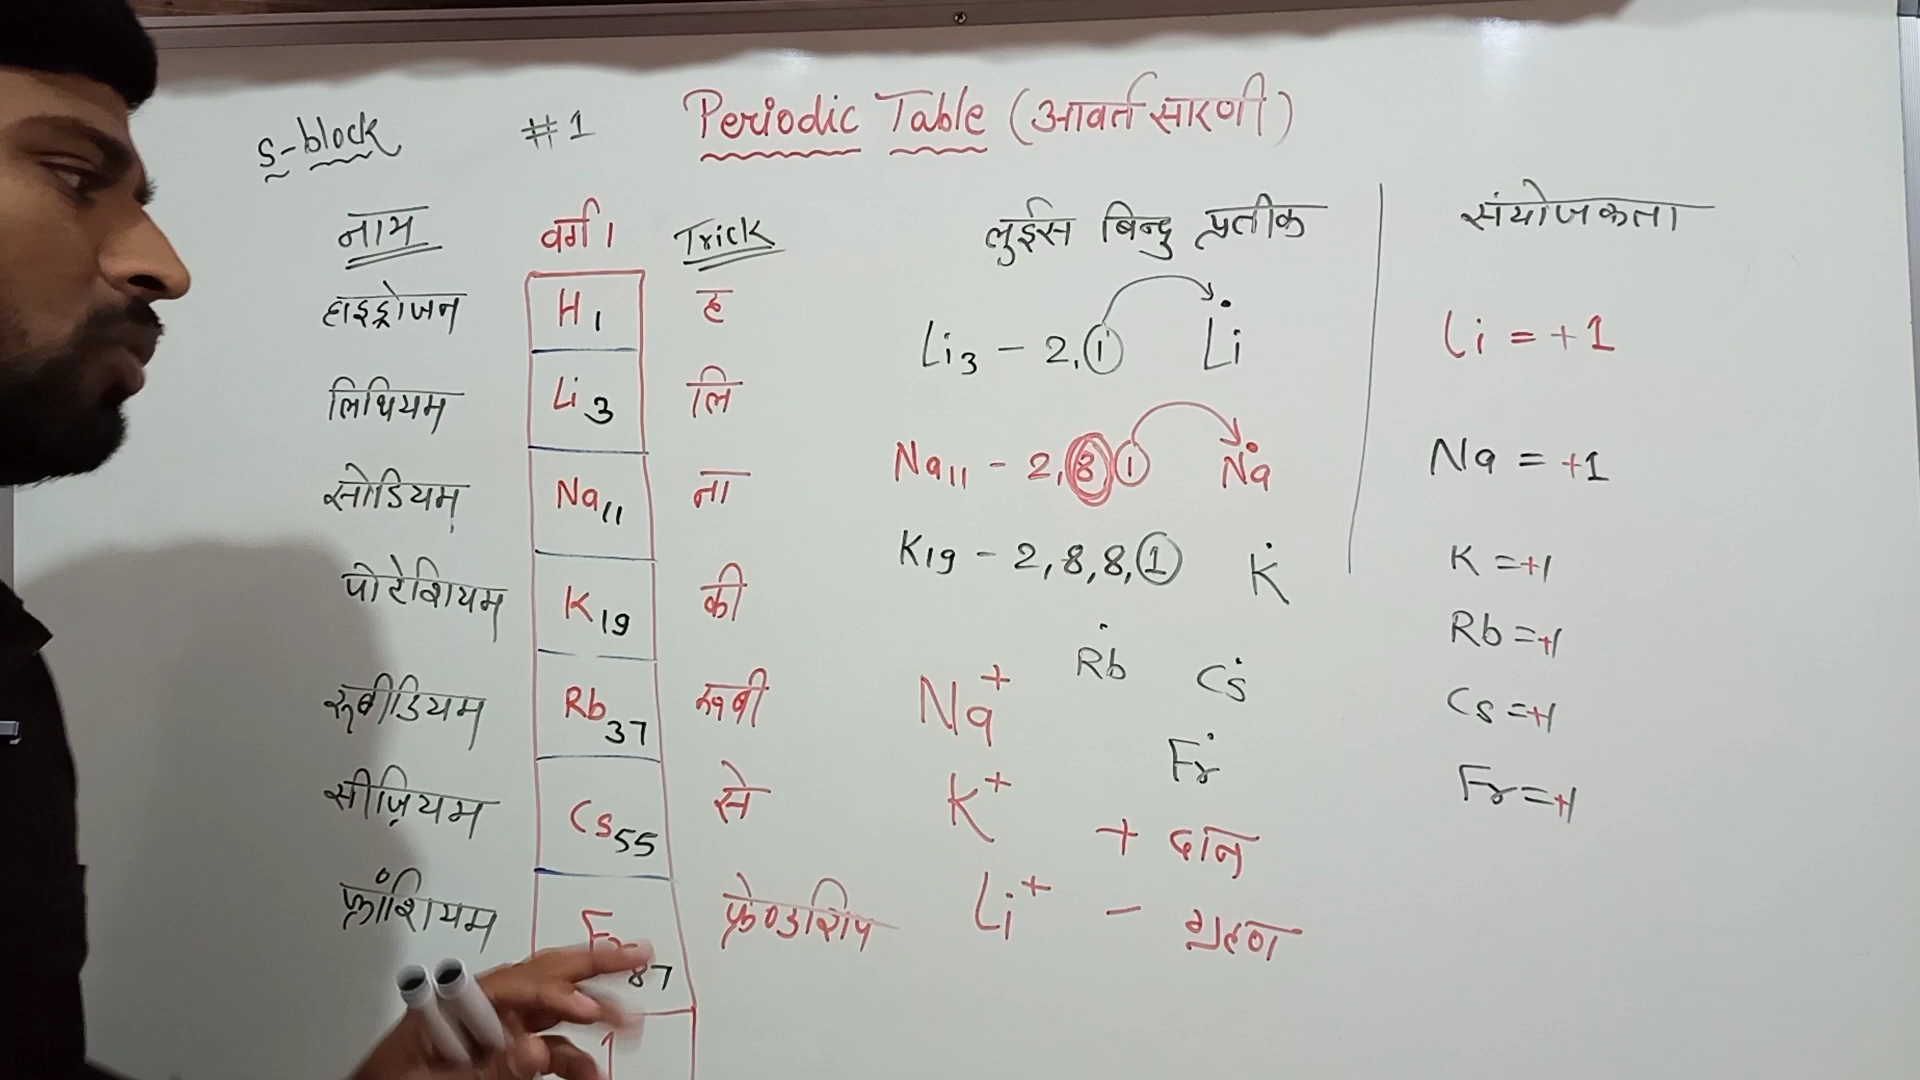 s-block #1 Periodic Table (आवर्त सारणी)
नाम वर्ग 1 Trick लुईस बिन्दु प्रतीक संयोजकता
हाइड्रोजन H1 ह
Li3 - 2,1 Li Li = +1
लिथियम Li3 लि
Na11 - 2,8,1 Na Na = +1
सोडियम Na11 ना
K19 - 2,8,8,1 K K = +1
पोटेशियम K19 की
Rb Cs Rb = +1
रूबीडियम Rb37 रूबी Na+ Cs = +1
Fr Fr = +1
सीज़ियम Cs55 से K+
+ दान
फ्रांशियम Fr87 फ्रेण्डशिप Li+ - ग्रहण
1